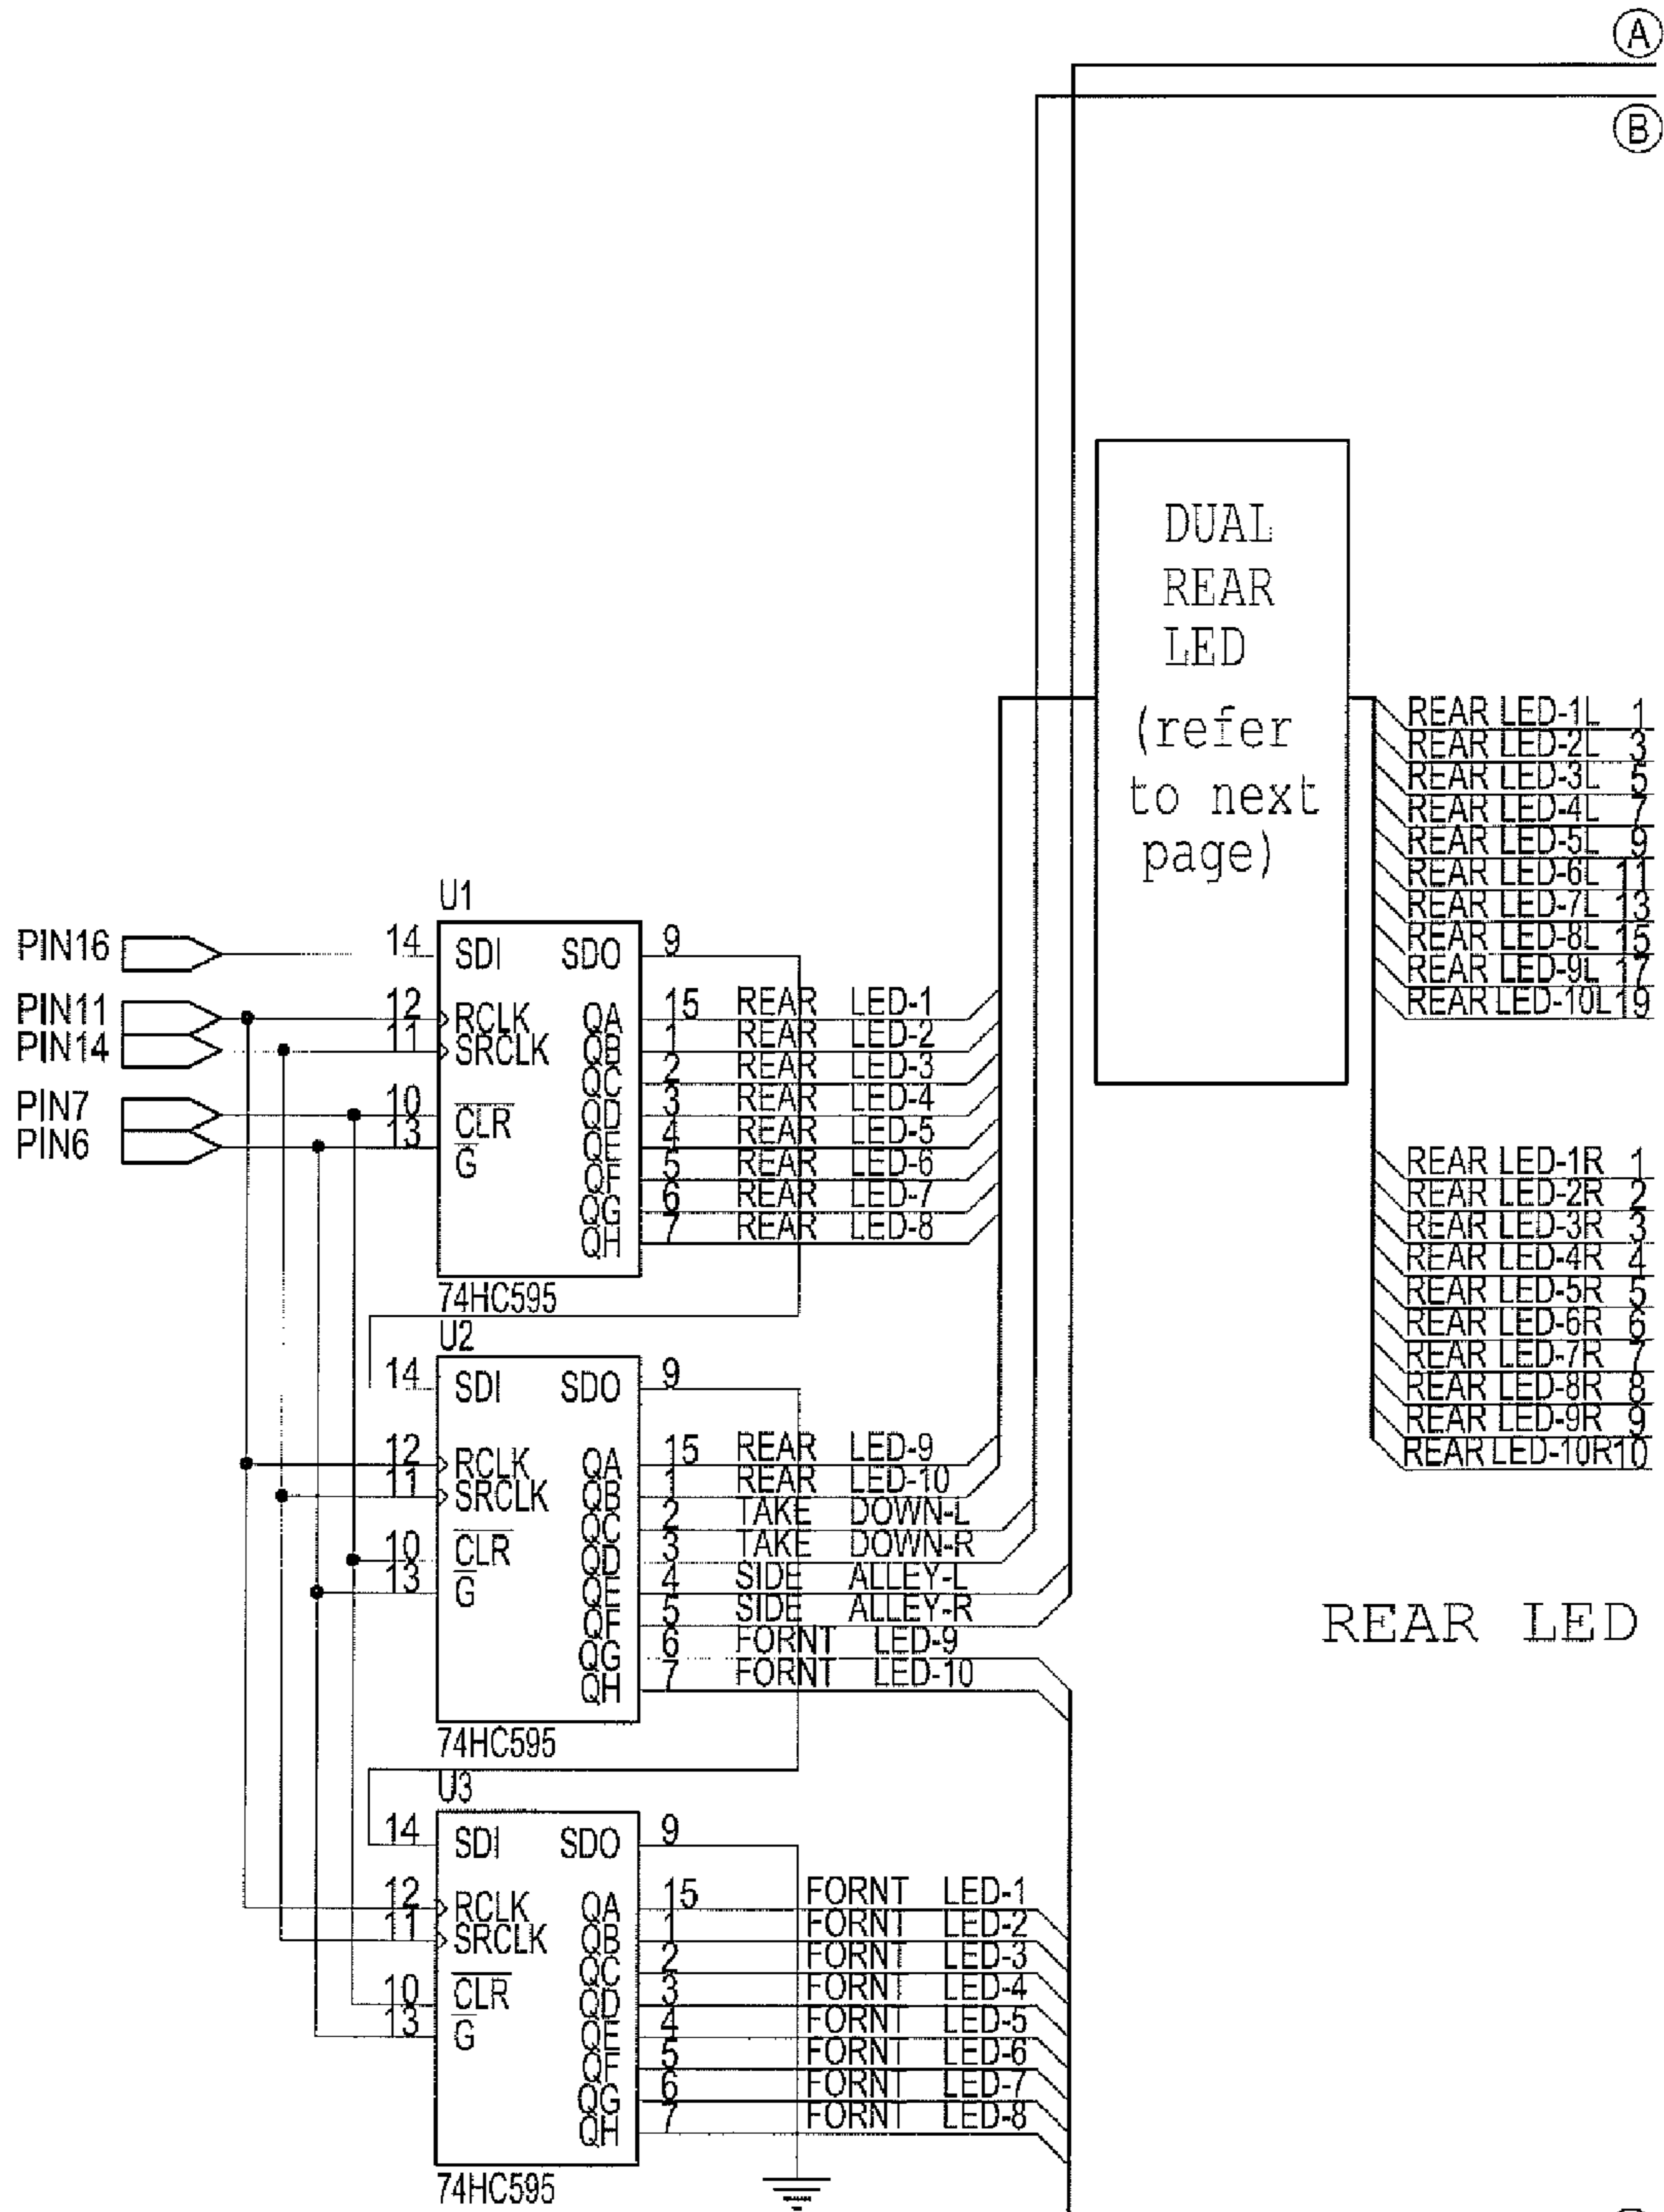 A
B
DUAL
REAR
LED
(refer
to next
page)
REAR LED-1L 1
REAR LED-2L 3
REAR LED-3L 5
REAR LED-4L 7
REAR LED-5L 9
REAR LED-6L 11
REAR LED-7L 13
REAR LED-8L 15
REAR LED-9L 17
REAR LED-10L 19
REAR LED-1R 1
REAR LED-2R 2
REAR LED-3R 3
REAR LED-4R 4
REAR LED-5R 5
REAR LED-6R 6
REAR LED-7R 7
REAR LED-8R 8
REAR LED-9R 9
REAR LED-10R 10
REAR LED
U1
PIN16 14 SDI SDO 9
PIN11 12 RCLK QA 15 REAR LED-1
PIN14 11 SRCLK QB 1 REAR LED-2
QC 2 REAR LED-3
PIN7 10 CLR QD 3 REAR LED-4
PIN6 13 G QE 4 REAR LED-5
QF 5 REAR LED-6
QG 6 REAR LED-7
QH 7 REAR LED-8
74HC595
U2
14 SDI SDO 9
12 RCLK QA 15 REAR LED-9
11 SRCLK QB 1 REAR LED-10
QC 2 TAKE DOWN-L
10 CLR QD 3 TAKE DOWN-R
13 G QE 4 SIDE ALLEY-L
QF 5 SIDE ALLEY-R
QG 6 FORNT LED-9
QH 7 FORNT LED-10
74HC595
U3
14 SDI SDO 9
12 RCLK QA 15 FORNT LED-1
11 SRCLK QB 1 FORNT LED-2
QC 2 FORNT LED-3
10 CLR QD 3 FORNT LED-4
13 G QE 4 FORNT LED-5
QF 5 FORNT LED-6
QG 6 FORNT LED-7
QH 7 FORNT LED-8
74HC595